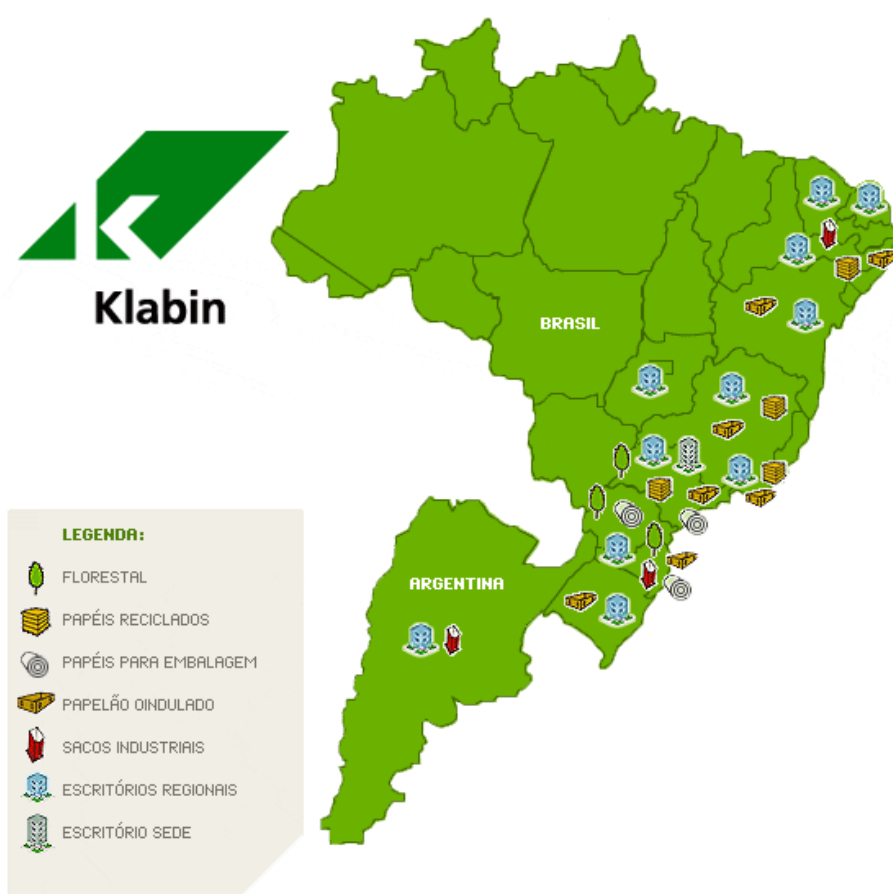 Klabin
BRASIL
ARGENTINA
LEGENDA:
FLORESTAL
PAPÉIS RECICLADOS
PAPÉIS PARA EMBALAGEM
PAPELÃO OINDULADO
SACOS INDUSTRIAIS
ESCRITÓRIOS REGIONAIS
ESCRITÓRIO SEDE